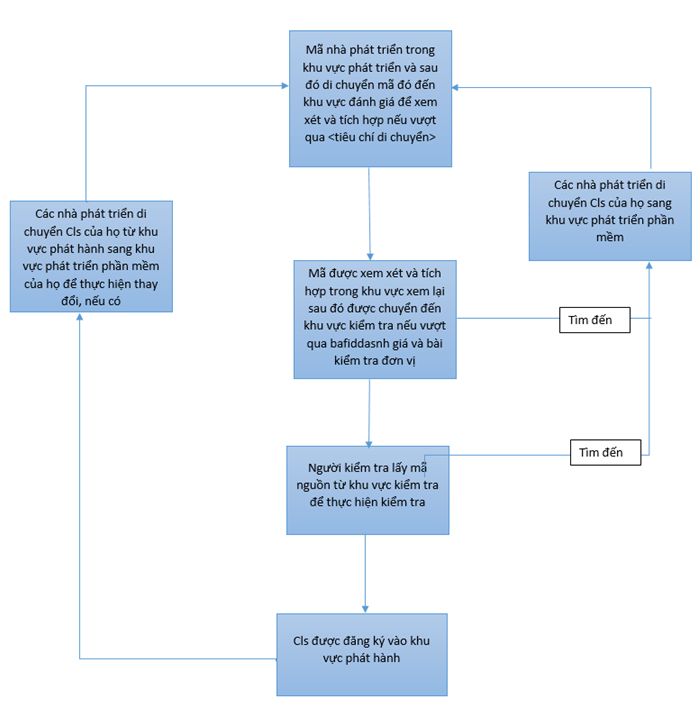 Mã nhà phát triển trong
khu vực phát triển và sau
đó di chuyển mã đó đến
khu vực đánh giá để xem
xét và tích hợp nếu vượt
qua <tiêu chí di chuyển>
Các nhà phát triển di
chuyển Cls của họ sang
khu vực phát triển phần
mềm
Các nhà phát triển di
chuyển Cls của họ từ khu
vực phát hành sang khu
vực phát triển phần mềm
của họ để thực hiện thay
đổi, nếu có
Mã được xem xét và tích
hợp trong khu vực xem lại
sau đó được chuyển đến
khu vực kiểm tra nếu vượt
qua bafiddasnh giá và bài
kiểm tra đơn vị
Tìm đến
Tìm đến
Người kiểm tra lấy mã
nguồn từ khu vực kiểm tra
để thực hiện kiểm tra
Cls được đăng ký vào khu
vực phát hành